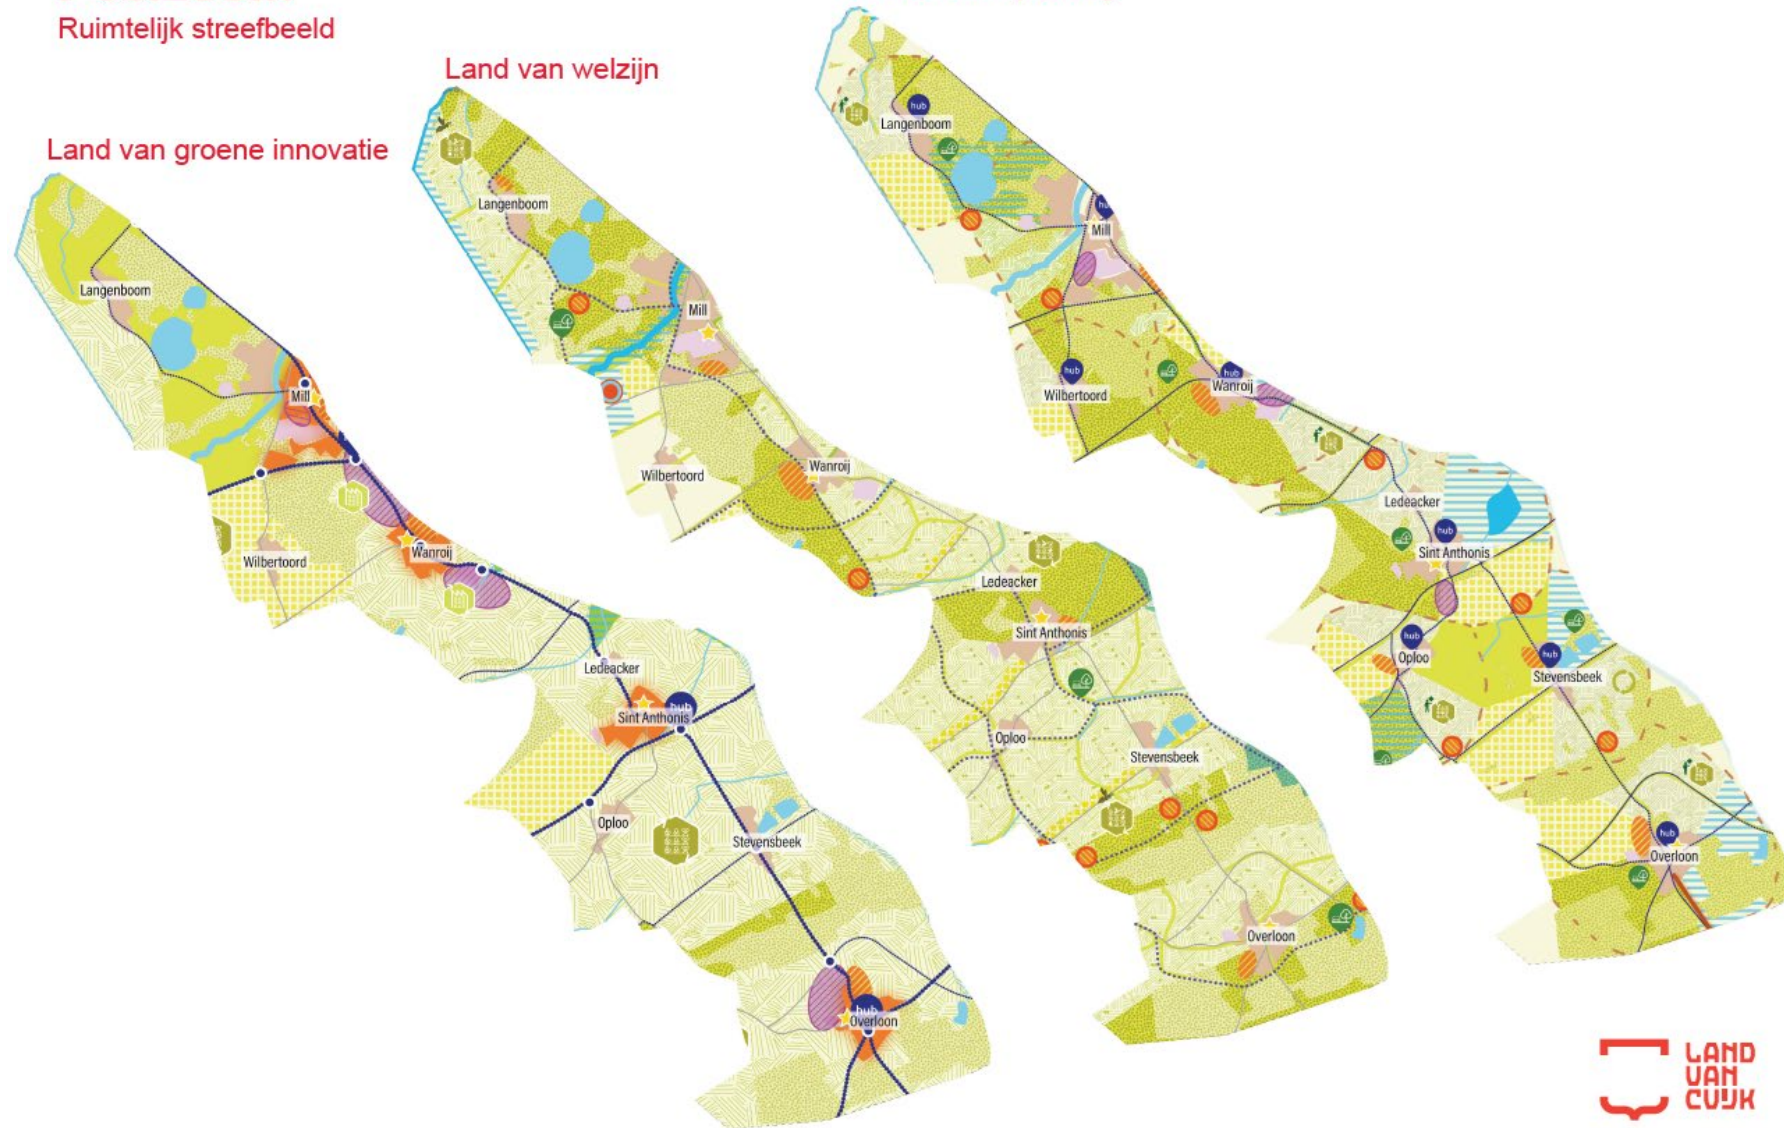 Ruimtelijk streefbeeld
Land van welzijn
Land van groene innovatie
Langenboom
Mill
Wanroij
Wilbertoord
Ledeacker
Sint Anthonis
hub
Oploo
Stevensbeek
hub
Overloon
Langenboom
Mill
Wilbertoord
Wanroij
Ledeacker
Sint Anthonis
Oploo
Stevensbeek
Overloon
hub
Langenboom
hub
Mill
hub
Wilbertoord
hub
Wanroij
Ledeacker
hub
Sint Anthonis
hub
Oploo
hub
Stevensbeek
hub
Overloon
LAND
VAN
CUIJK